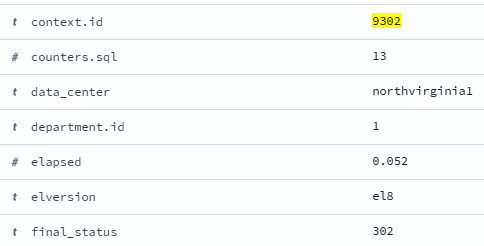 t context.id 9302
# counters.sql 13
t data_center northvirginia1
t department.id 1
# elapsed 0.052
t elversion el8
t final_status 302